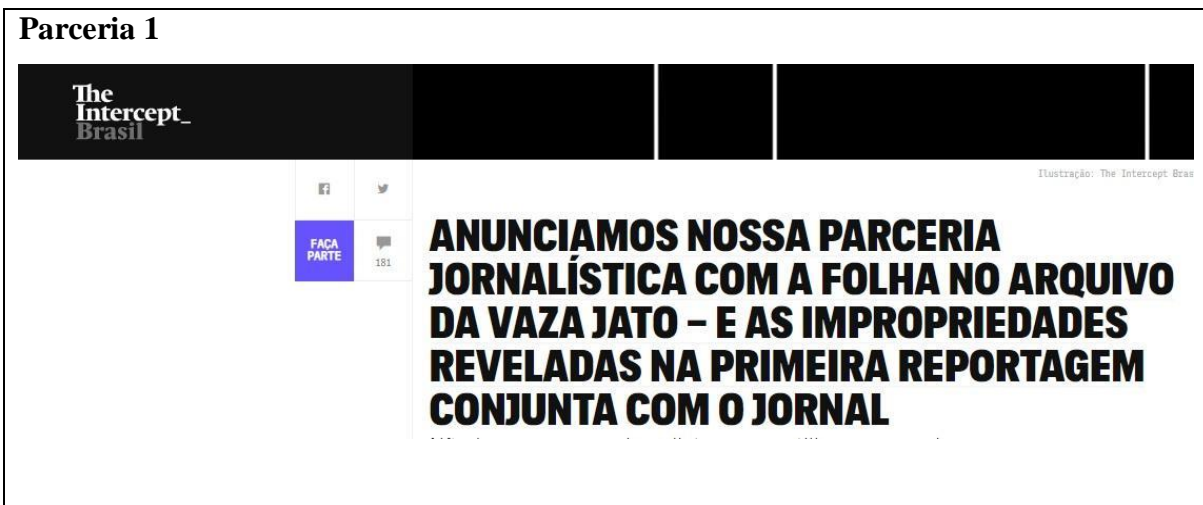 Parceria 1
The
Intercept_
Brasil
Ilustração: The Intercept Bras
FAÇA
PARTE
181
ANUNCIAMOS NOSSA PARCERIA
JORNALÍSTICA COM A FOLHA NO ARQUIVO
DA VAZA JATO – E AS IMPROPRIEDADES
REVELADAS NA PRIMEIRA REPORTAGEM
CONJUNTA COM O JORNAL